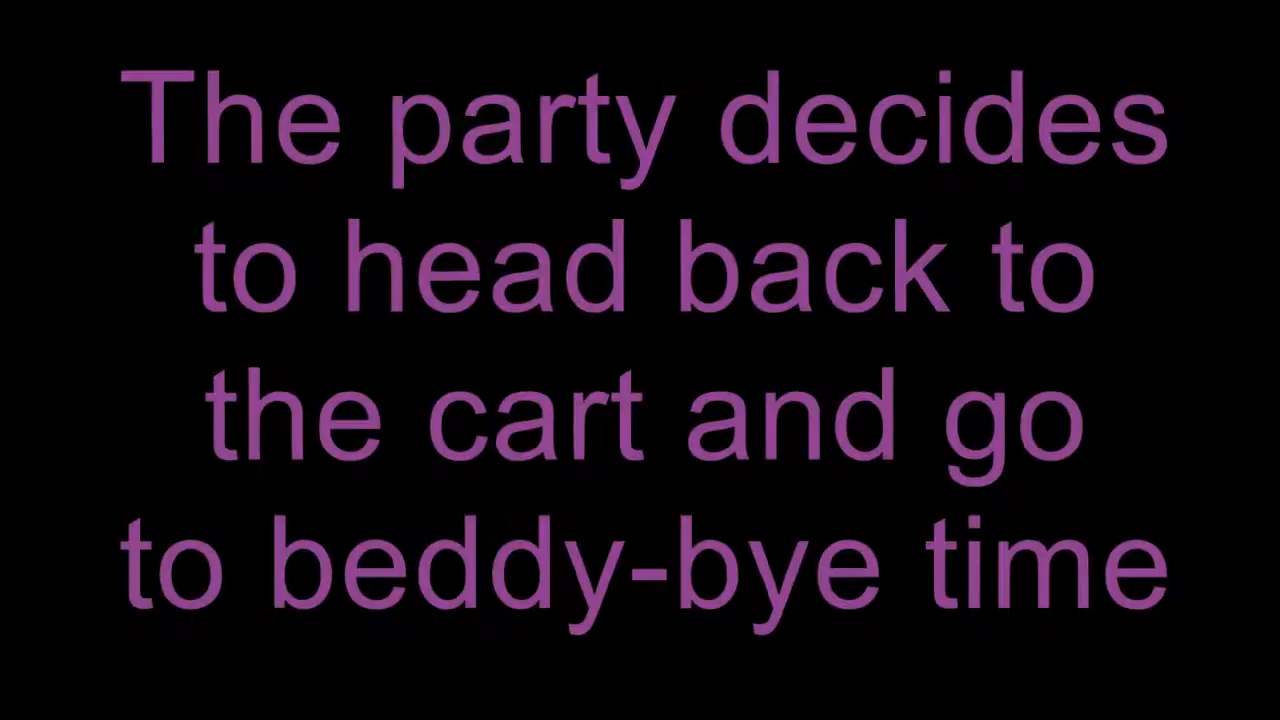 The party decides
to head back to
the cart and go
to beddy-bye time